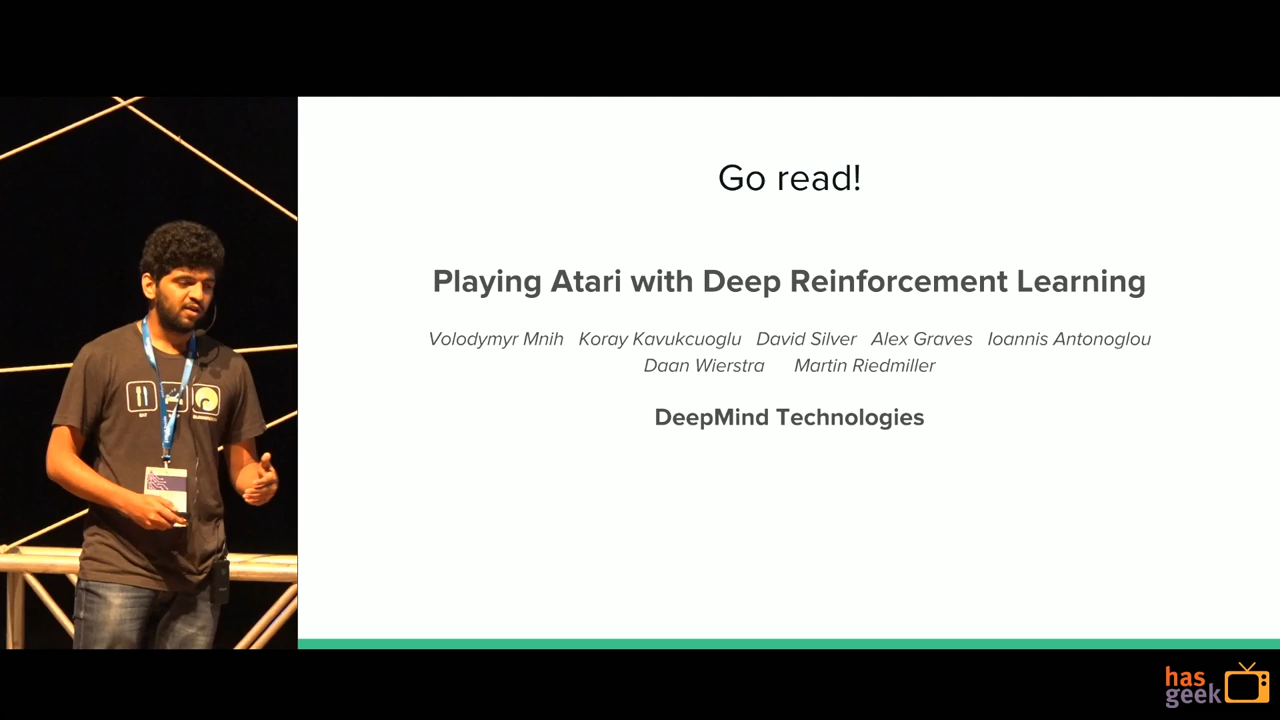 Go read!
Playing Atari with Deep Reinforcement Learning
Volodymyr Mnih Koray Kavukcuoglu David Silver Alex Graves Ioannis Antonoglou
Daan Wierstra Martin Riedmiller
DeepMind Technologies
EAT
has
geek